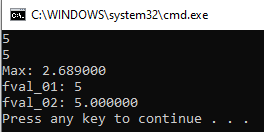 C:\WINDOWS\system32\cmd.exe
5
5
Max: 2.689000
fval_01: 5
fval_02: 5.000000
Press any key to continue . . .